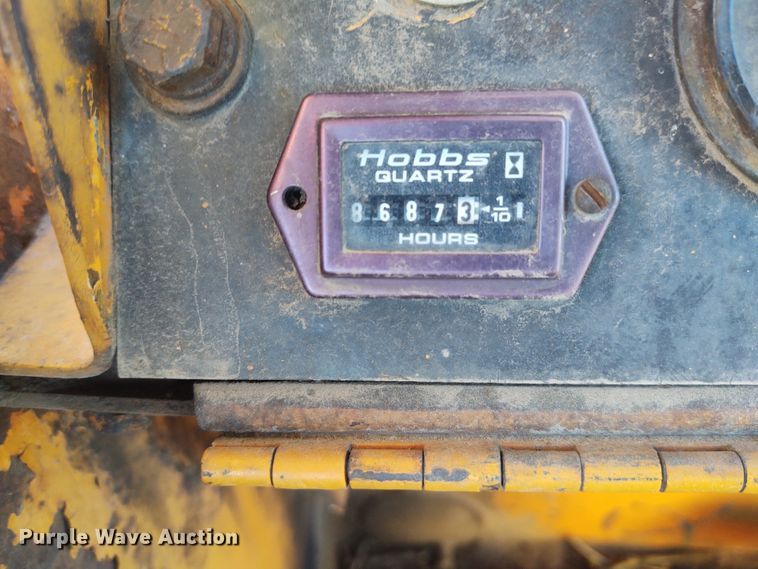 Hobbs
QUARTZ
8 6 8 7 3 1/10
HOURS
Purple Wave Auction